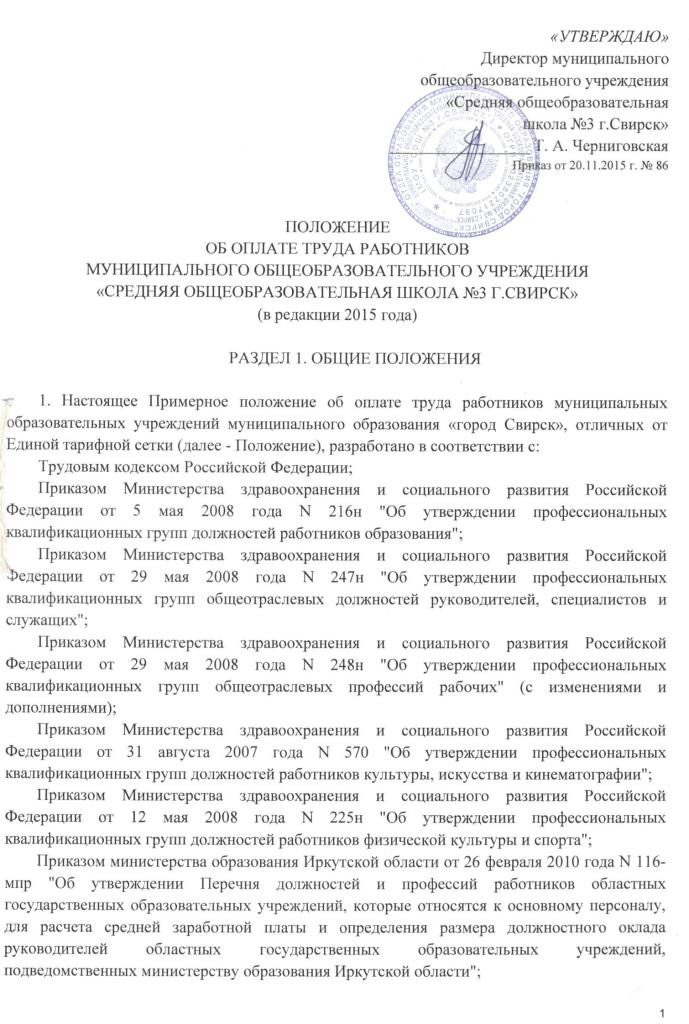 «УТВЕРЖДАЮ»
Директор муниципального
общеобразовательного учреждения
«Средняя общеобразовательная
школа №3 г.Свирск»
Т. А. Черниговская
Приказ от 20.11.2015 г. № 86
ПОЛОЖЕНИЕ
ОБ ОПЛАТЕ ТРУДА РАБОТНИКОВ
МУНИЦИПАЛЬНОГО ОБЩЕОБРАЗОВАТЕЛЬНОГО УЧРЕЖДЕНИЯ
«СРЕДНЯЯ ОБЩЕОБРАЗОВАТЕЛЬНАЯ ШКОЛА №3 Г.СВИРСК»
(в редакции 2015 года)
РАЗДЕЛ 1. ОБЩИЕ ПОЛОЖЕНИЯ
1. Настоящее Примерное положение об оплате труда работников муниципальных
образовательных учреждений муниципального образования «город Свирск», отличных от
Единой тарифной сетки (далее - Положение), разработано в соответствии с:
Трудовым кодексом Российской Федерации;
Приказом Министерства здравоохранения и социального развития Российской
Федерации от 5 мая 2008 года N 216н "Об утверждении профессиональных
квалификационных групп должностей работников образования";
Приказом Министерства здравоохранения и социального развития Российской
Федерации от 29 мая 2008 года N 247н "Об утверждении профессиональных
квалификационных групп общеотраслевых должностей руководителей, специалистов и
служащих";
Приказом Министерства здравоохранения и социального развития Российской
Федерации от 29 мая 2008 года N 248н "Об утверждении профессиональных
квалификационных групп общеотраслевых профессий рабочих" (с изменениями и
дополнениями);
Приказом Министерства здравоохранения и социального развития Российской
Федерации от 31 августа 2007 года N 570 "Об утверждении профессиональных
квалификационных групп должностей работников культуры, искусства и кинематографии";
Приказом Министерства здравоохранения и социального развития Российской
Федерации от 12 мая 2008 года N 225н "Об утверждении профессиональных
квалификационных групп должностей работников физической культуры и спорта";
Приказом министерства образования Иркутской области от 26 февраля 2010 года N 116-
мпр "Об утверждении Перечня должностей и профессий работников областных
государственных образовательных учреждений, которые относятся к основному персоналу,
для расчета средней заработной платы и определения размера должностного оклада
руководителей областных государственных образовательных учреждений,
подведомственных министерству образования Иркутской области";
1